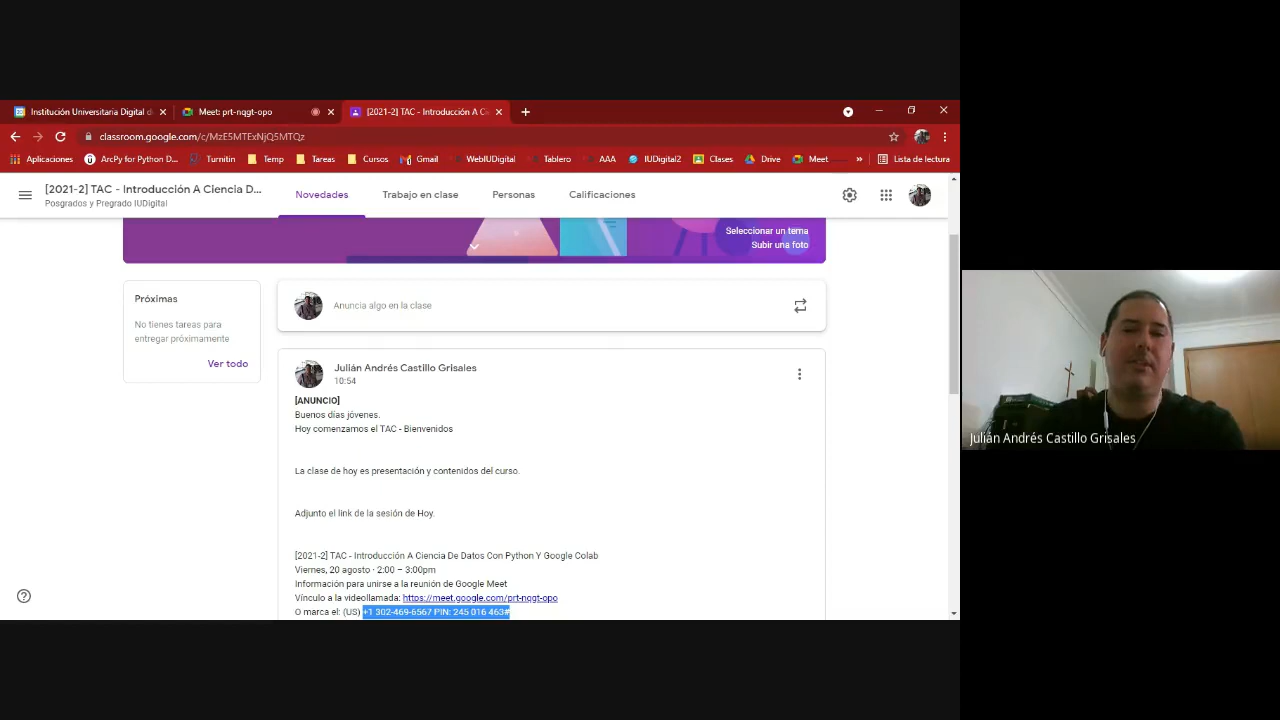 Institución Universitaria Digital d
Meet: prt-nqgt-opo
[2021-2] TAC - Introducción A Ci
classroom.google.com/c/MzE5MTExNjQ5MTQz
Aplicaciones
ArcPy for Python D...
Turnitin
Temp
Tareas
Cursos
Gmail
WebIUDigital
Tablero
AAA
IUDigital2
Clases
Drive
Meet
»
Lista de lectura
[2021-2] TAC - Introducción A Ciencia D...
Posgrados y Pregrado IUDigital
Novedades
Trabajo en clase
Personas
Calificaciones
Seleccionar un tema
Subir una foto
Próximas
No tienes tareas para
entregar próximamente
Ver todo
Anuncia algo en la clase
Julián Andrés Castillo Grisales
10:54
[ANUNCIO]
Buenos días jóvenes.
Hoy comenzamos el TAC - Bienvenidos
La clase de hoy es presentación y contenidos del curso.
Adjunto el link de la sesión de Hoy.
[2021-2] TAC - Introducción A Ciencia De Datos Con Python Y Google Colab
Viernes, 20 agosto · 2:00 – 3:00pm
Información para unirse a la reunión de Google Meet
Vínculo a la videollamada: https://meet.google.com/prt-nqgt-opo
O marca el: (US) +1 302-469-6567 PIN: 245 016 463#
Julián Andrés Castillo Grisales